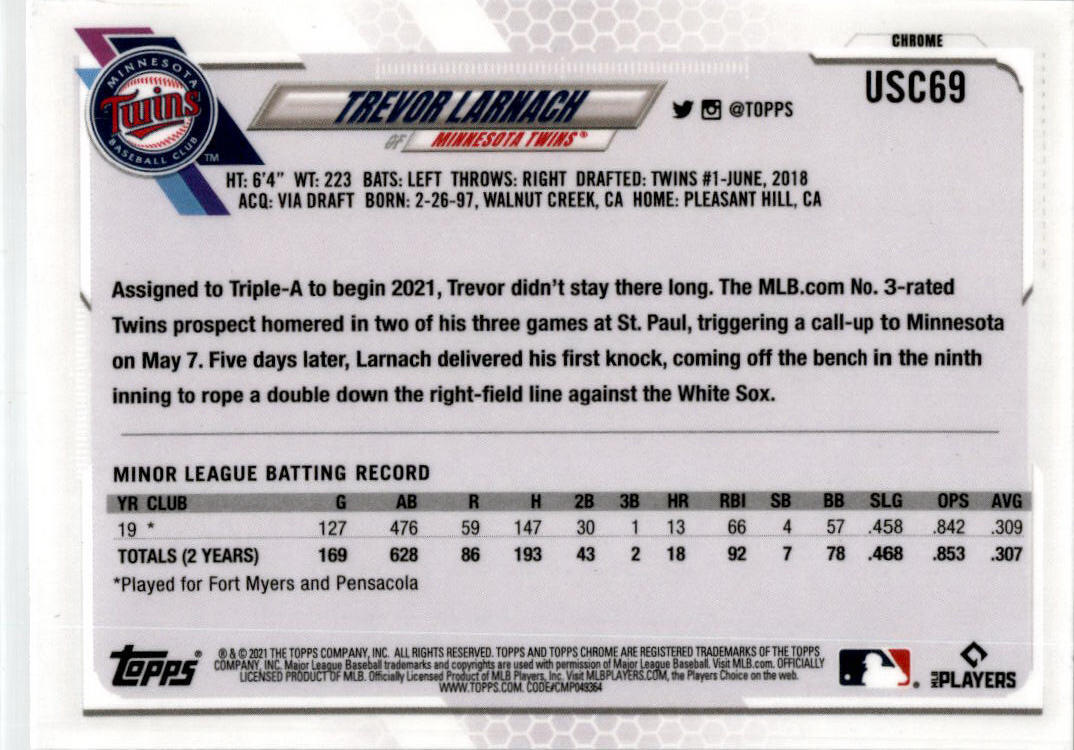 CHROME
USC69
MINNESOTA
Twins
BASEBALL CLUB
TM
TREVOR LARNACH
@TOPPS
OF MINNESOTA TWINS®
HT: 6'4" WT: 223 BATS: LEFT THROWS: RIGHT DRAFTED: TWINS #1-JUNE, 2018
ACQ: VIA DRAFT BORN: 2-26-97, WALNUT CREEK, CA HOME: PLEASANT HILL, CA
Assigned to Triple-A to begin 2021, Trevor didn't stay there long. The MLB.com No. 3-rated
Twins prospect homered in two of his three games at St. Paul, triggering a call-up to Minnesota
on May 7. Five days later, Larnach delivered his first knock, coming off the bench in the ninth
inning to rope a double down the right-field line against the White Sox.
MINOR LEAGUE BATTING RECORD
YR CLUB G AB R H 2B 3B HR RBI SB BB SLG OPS AVG
19 * 127 476 59 147 30 1 13 66 4 57 .458 .842 .309
TOTALS (2 YEARS) 169 628 86 193 43 2 18 92 7 78 .468 .853 .307
*Played for Fort Myers and Pensacola
TOPPS®
® & © 2021 THE TOPPS COMPANY, INC. ALL RIGHTS RESERVED. TOPPS AND TOPPS CHROME ARE REGISTERED TRADEMARKS OF THE TOPPS
COMPANY, INC. Major League Baseball trademarks and copyrights are used with permission of Major League Baseball. Visit MLB.com. OFFICIALLY
LICENSED PRODUCT OF MLB. Officially Licensed Product of MLB Players, Inc. Visit MLBPLAYERS.COM, the Players Choice on the web.
WWW.TOPPS.COM. CODE#CMP049364
MLB PLAYERS